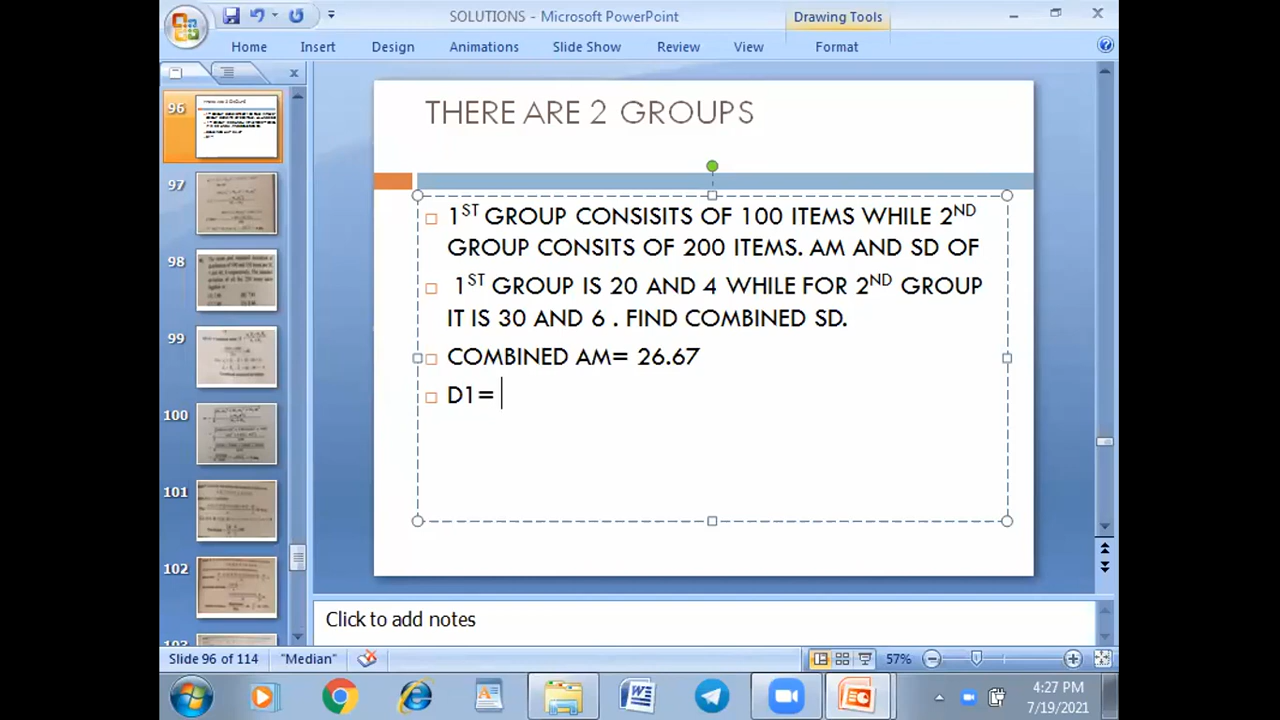 SOLUTIONS - Microsoft PowerPoint
Drawing Tools
Home Insert Design Animations Slide Show Review View Format
96
97
98
99
100
101
102
THERE ARE 2 GROUPS
1ST GROUP CONSISITS OF 100 ITEMS WHILE 2ND
GROUP CONSITS OF 200 ITEMS. AM AND SD OF
1ST GROUP IS 20 AND 4 WHILE FOR 2ND GROUP
IT IS 30 AND 6 . FIND COMBINED SD.
COMBINED AM= 26.67
D1=
Click to add notes
Slide 96 of 114 "Median" 57%
4:27 PM
7/19/2021